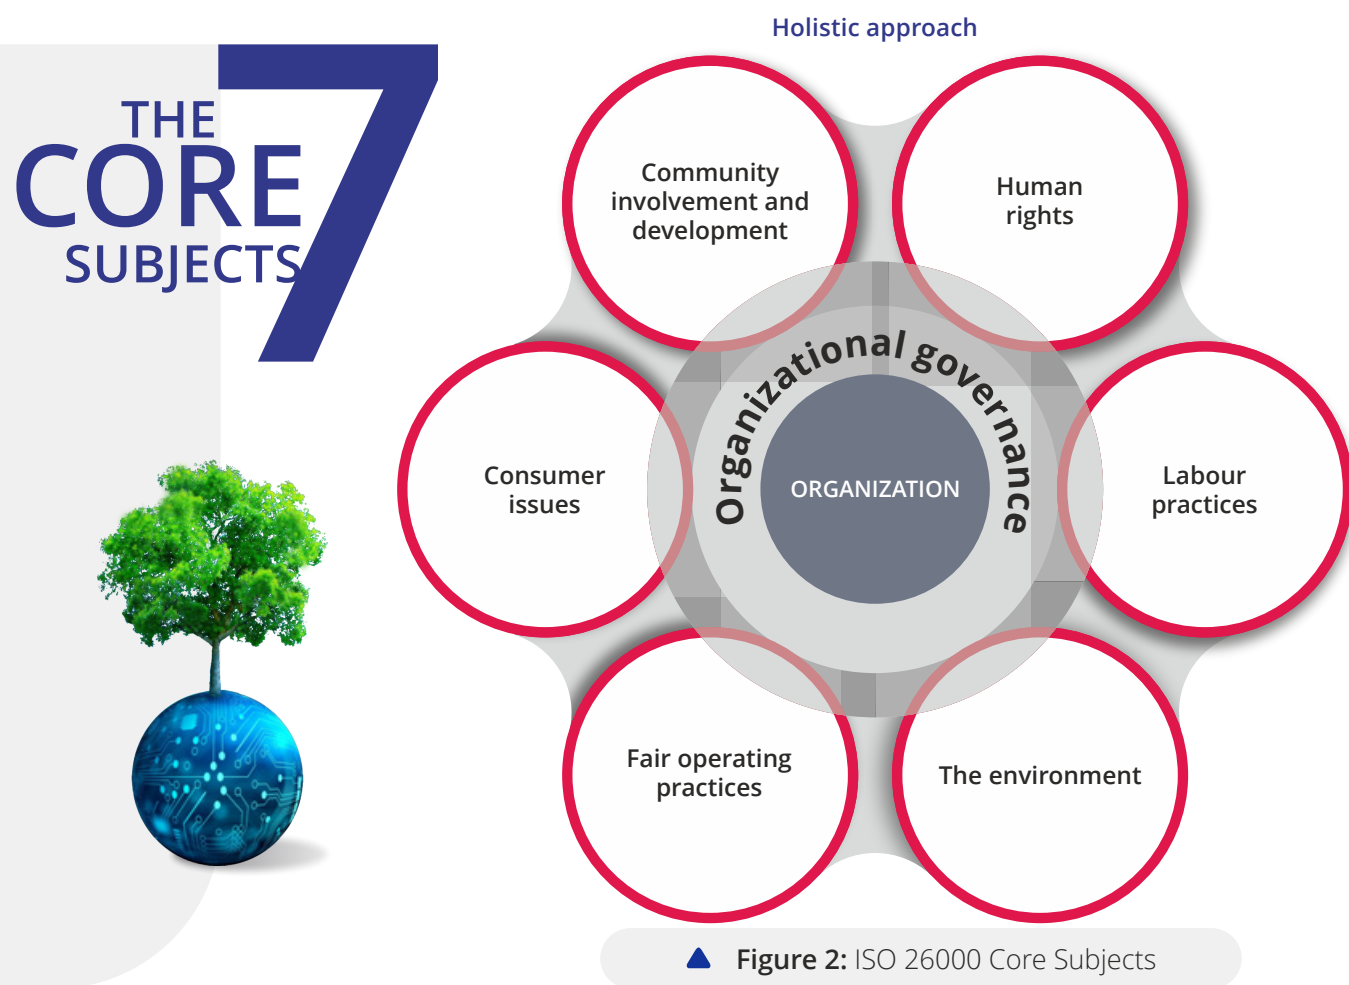 THE
CORE
SUBJECTS
7
Holistic approach
Community
involvement and
development
Human
rights
Consumer
issues
Organizational governance
ORGANIZATION
Labour
practices
Fair operating
practices
The environment
Figure 2: ISO 26000 Core Subjects